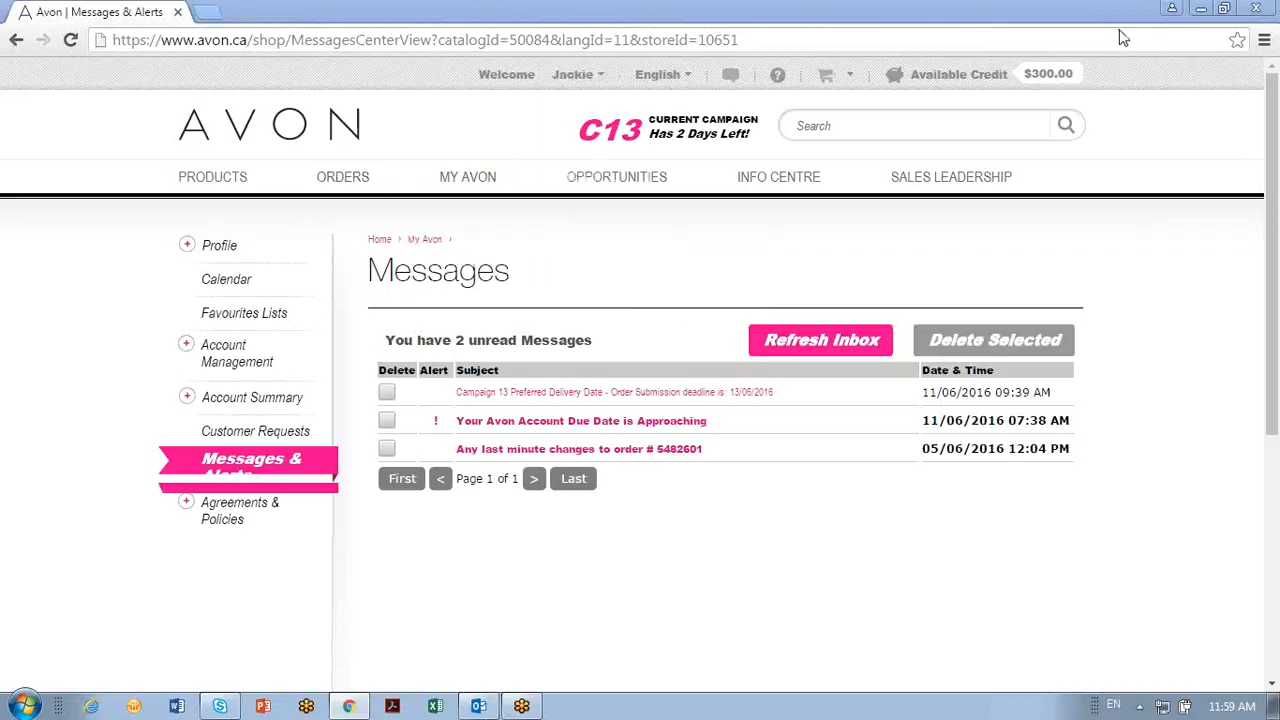 Avon | Messages & Alerts
https://www.avon.ca/shop/MessagesCenterView?catalogId=50084&langId=11&storeId=10651
Welcome Jackie English Available Credit $300.00
AVON
C13 CURRENT CAMPAIGN
Has 2 Days Left!
Search
PRODUCTS ORDERS MY AVON OPPORTUNITIES INFO CENTRE SALES LEADERSHIP
Profile
Calendar
Favourites Lists
Account
Management
Account Summary
Customer Requests
Messages &
Alerts
Agreements &
Policies
Home › My Avon ›
Messages
You have 2 unread Messages Refresh Inbox Delete Selected
Delete Alert Subject Date & Time
Campaign 13 Preferred Delivery Date - Order Submission deadline is: 13/06/2016 11/06/2016 09:39 AM
! Your Avon Account Due Date is Approaching 11/06/2016 07:38 AM
Any last minute changes to order # 5482601 05/06/2016 12:04 PM
First < Page 1 of 1 > Last
EN 11:59 AM